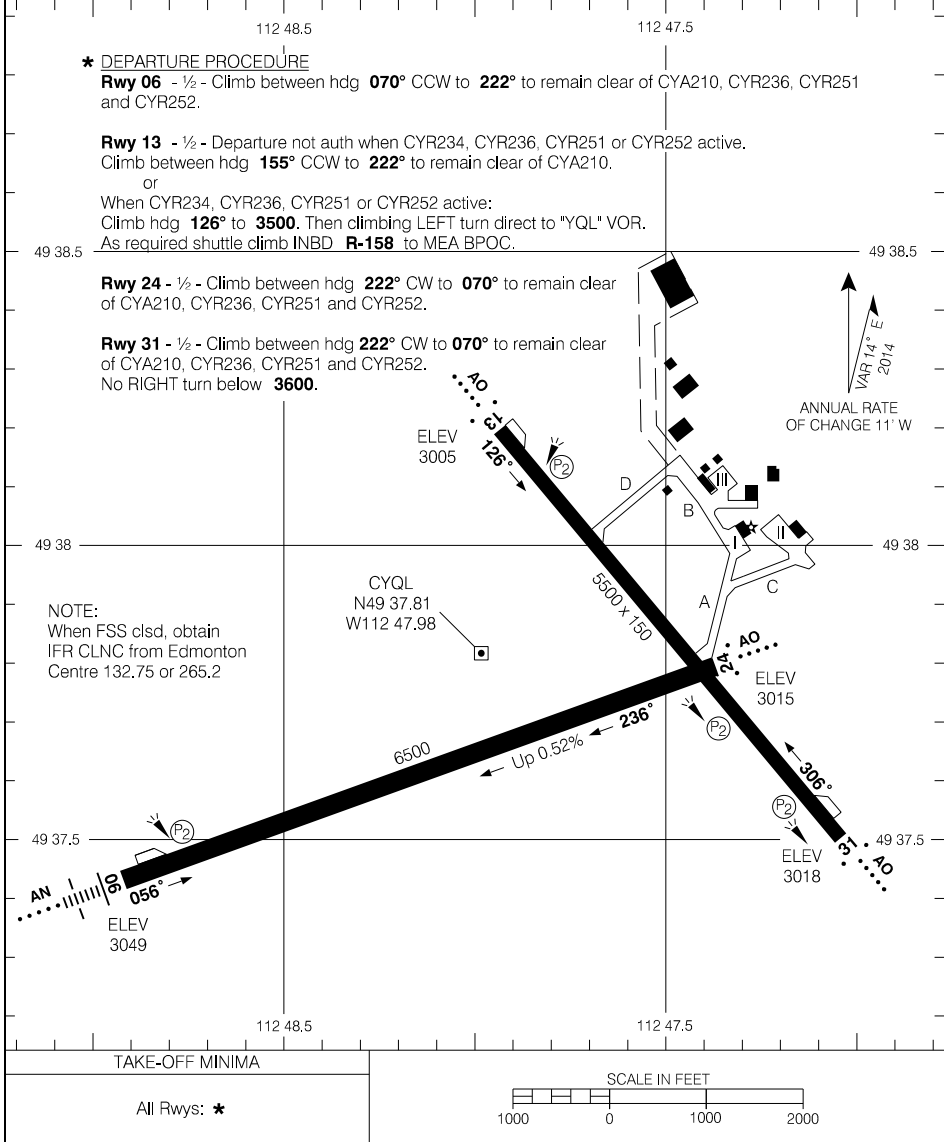 112 48.5
112 47.5
* DEPARTURE PROCEDURE
Rwy 06 - ½ - Climb between hdg 070° CCW to 222° to remain clear of CYA210, CYR236, CYR251
and CYR252.
Rwy 13 - ½ - Departure not auth when CYR234, CYR236, CYR251 or CYR252 active.
Climb between hdg 155° CCW to 222° to remain clear of CYA210.
or
When CYR234, CYR236, CYR251 or CYR252 active:
Climb hdg 126° to 3500. Then climbing LEFT turn direct to "YQL" VOR.
As required shuttle climb INBD R-158 to MEA BPOC.
49 38.5
49 38.5
Rwy 24 - ½ - Climb between hdg 222° CW to 070° to remain clear
of CYA210, CYR236, CYR251 and CYR252.
Rwy 31 - ½ - Climb between hdg 222° CW to 070° to remain clear
of CYA210, CYR236, CYR251 and CYR252.
No RIGHT turn below 3600.
VAR 14° E
2014
ANNUAL RATE
OF CHANGE 11' W
AO
13
ELEV
3005
126°
P2
D
B
III
I
II
49 38
49 38
A
C
5500 x 150
CYQL
N49 37.81
W112 47.98
NOTE:
When FSS clsd, obtain
IFR CLNC from Edmonton
Centre 132.75 or 265.2
24
AO
ELEV
3015
236°
Up 0.52%
P2
6500
306°
P2
P2
49 37.5
49 37.5
31
AO
ELEV
3018
AN
06
056°
ELEV
3049
112 48.5
112 47.5
TAKE-OFF MINIMA
All Rwys: *
SCALE IN FEET
1000
0
1000
2000